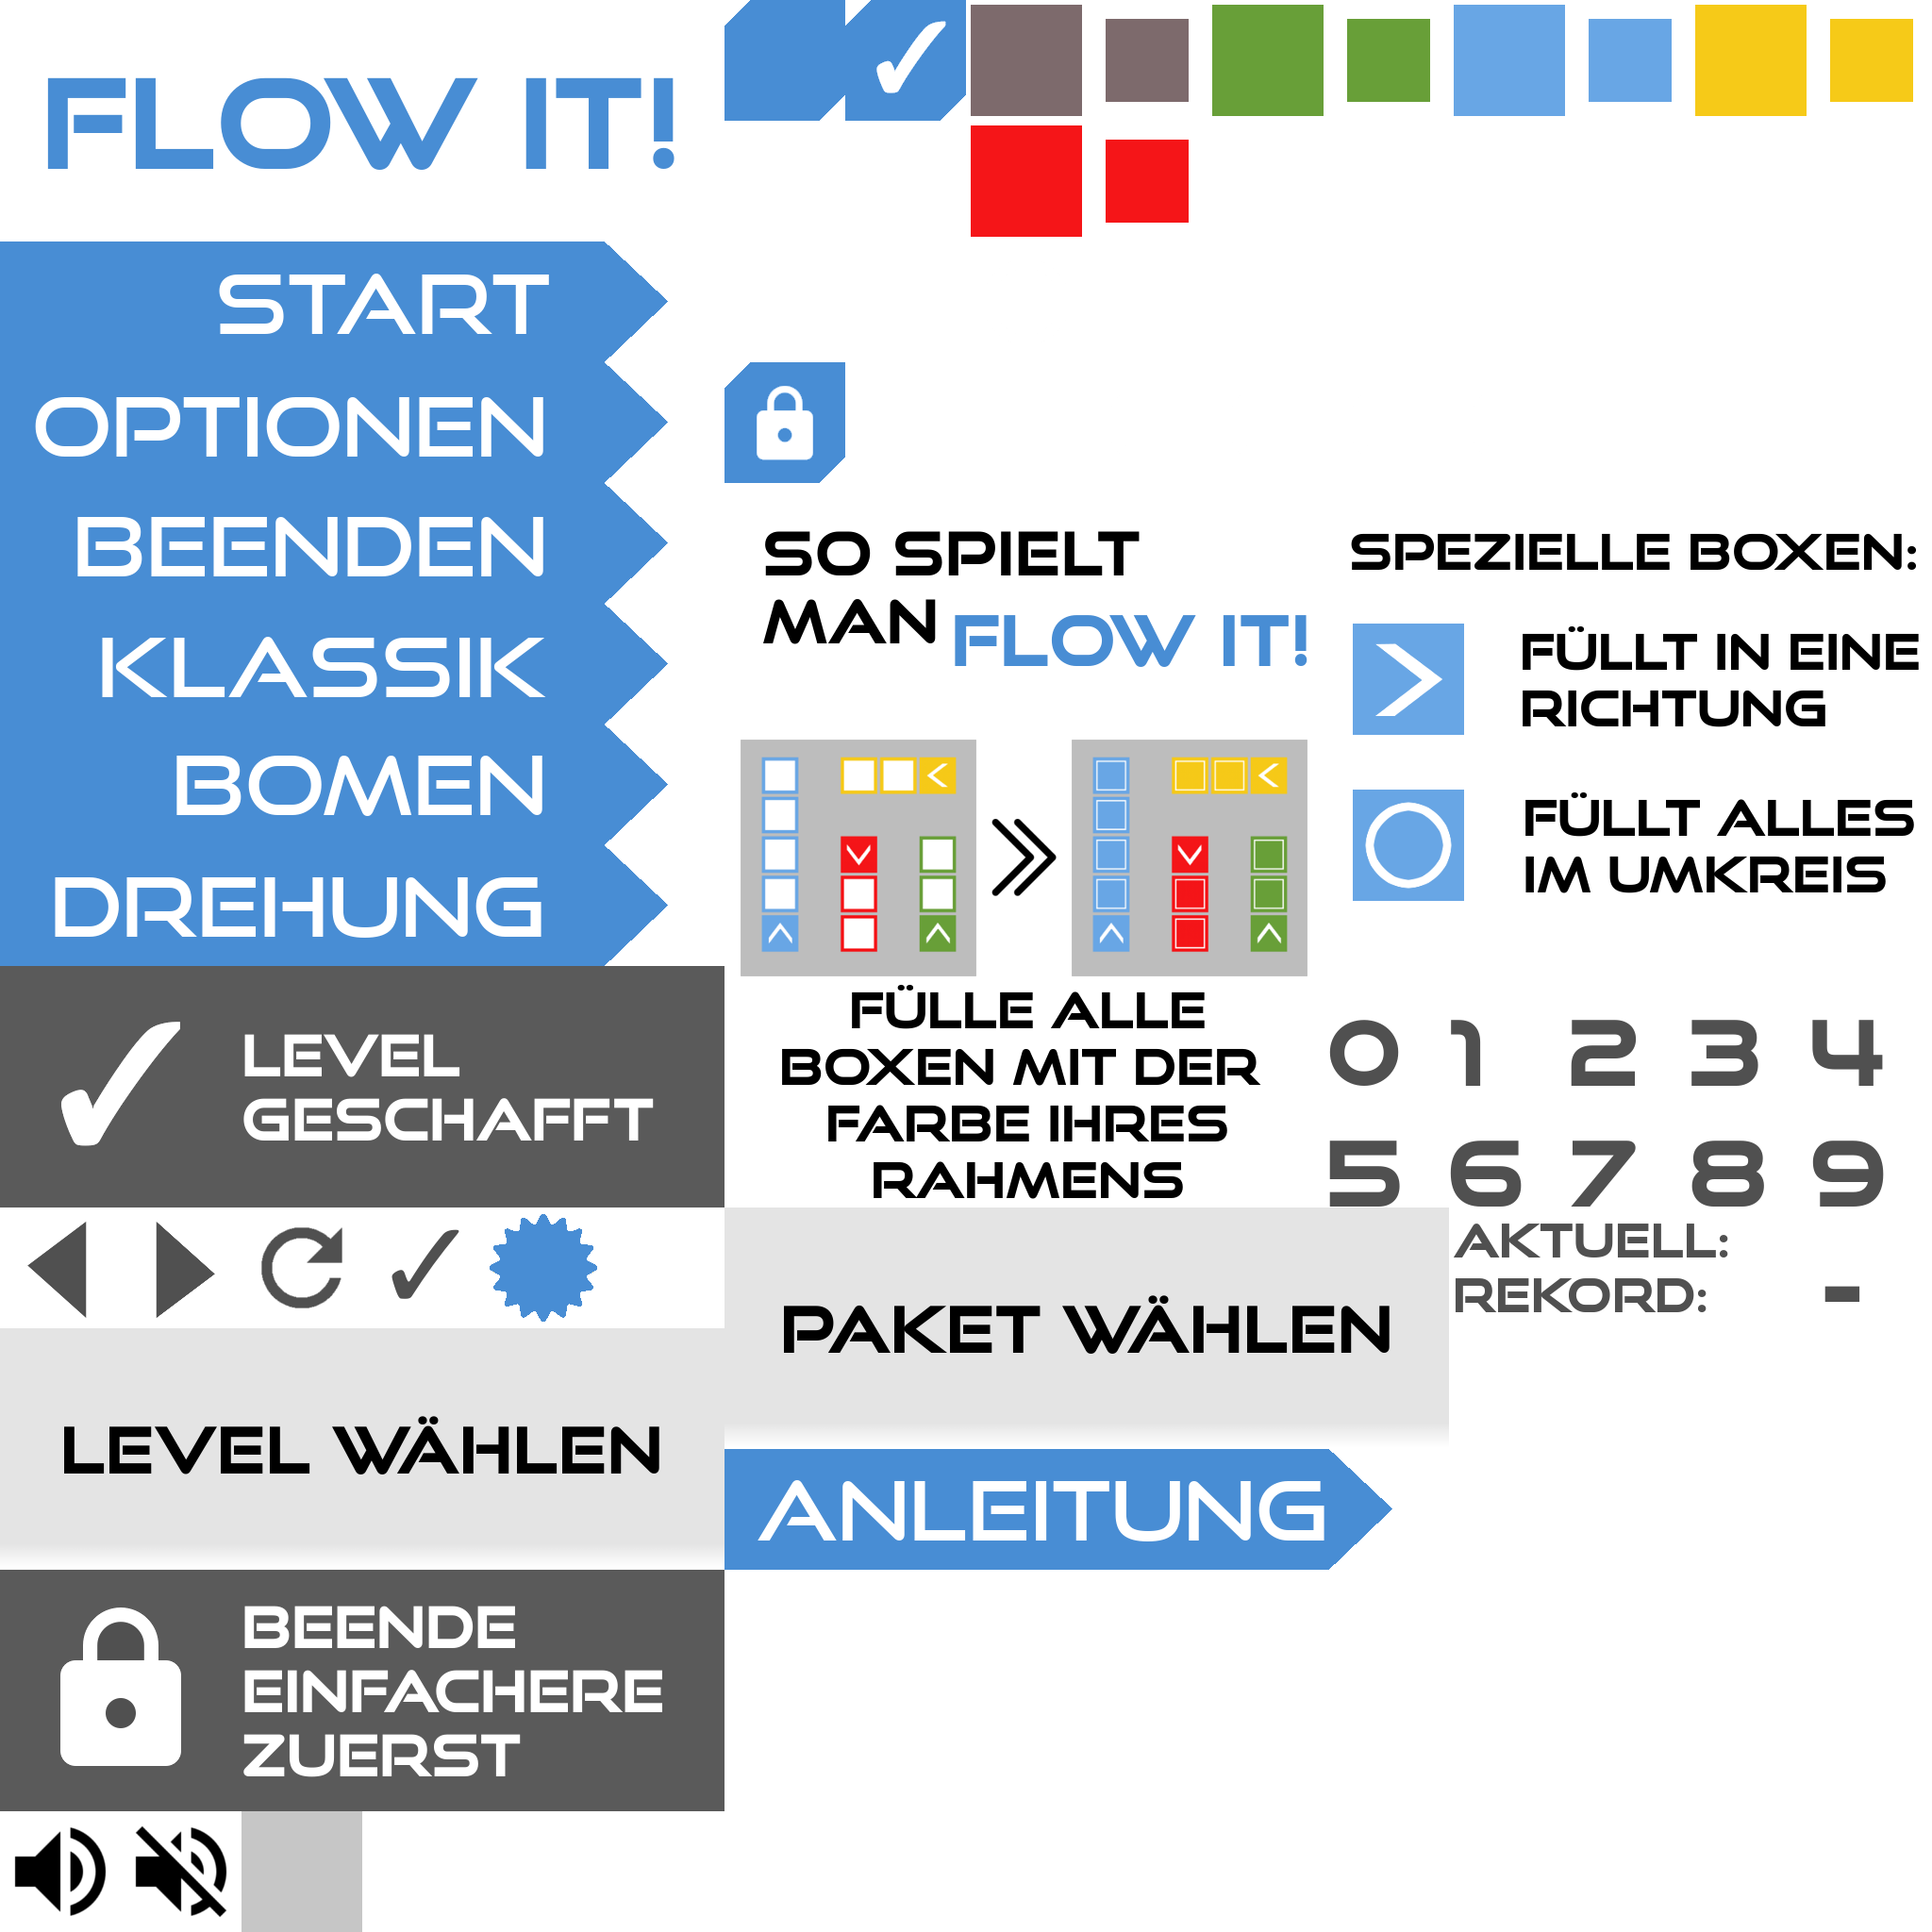 FLOW IT!
START
OPTIONEN
BEENDEN
KLASSIK
BOMEN
DREHUNG
LEVEL
GESCHAFFT
LEVEL WÄHLEN
BEENDE
EINFACHERE
ZUERST
SO SPIELT
MAN FLOW IT!
FÜLLE ALLE
BOXEN MIT DER
FARBE IHRES
RAHMENS
PAKET WÄHLEN
ANLEITUNG
SPEZIELLE BOXEN:
FÜLLT IN EINE
RICHTUNG
FÜLLT ALLES
IM UMKREIS
0 1 2 3 4
5 6 7 8 9
AKTUELL:
REKORD: -